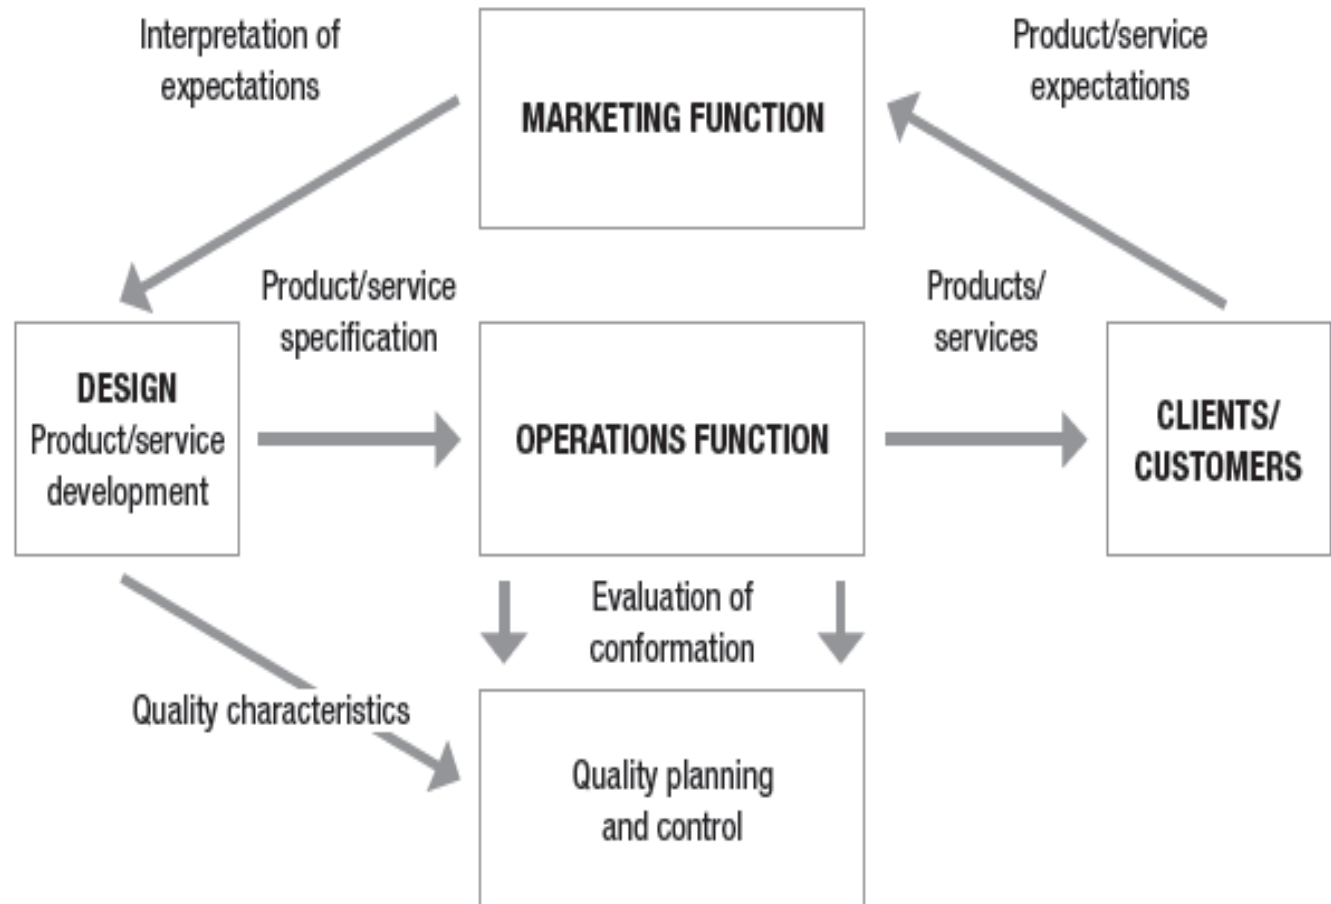 Interpretation of
expectations
MARKETING FUNCTION
Product/service
expectations
Product/service
specification
Products/
services
DESIGN
Product/service
development
OPERATIONS FUNCTION
CLIENTS/
CUSTOMERS
Evaluation of
conformation
Quality characteristics
Quality planning
and control